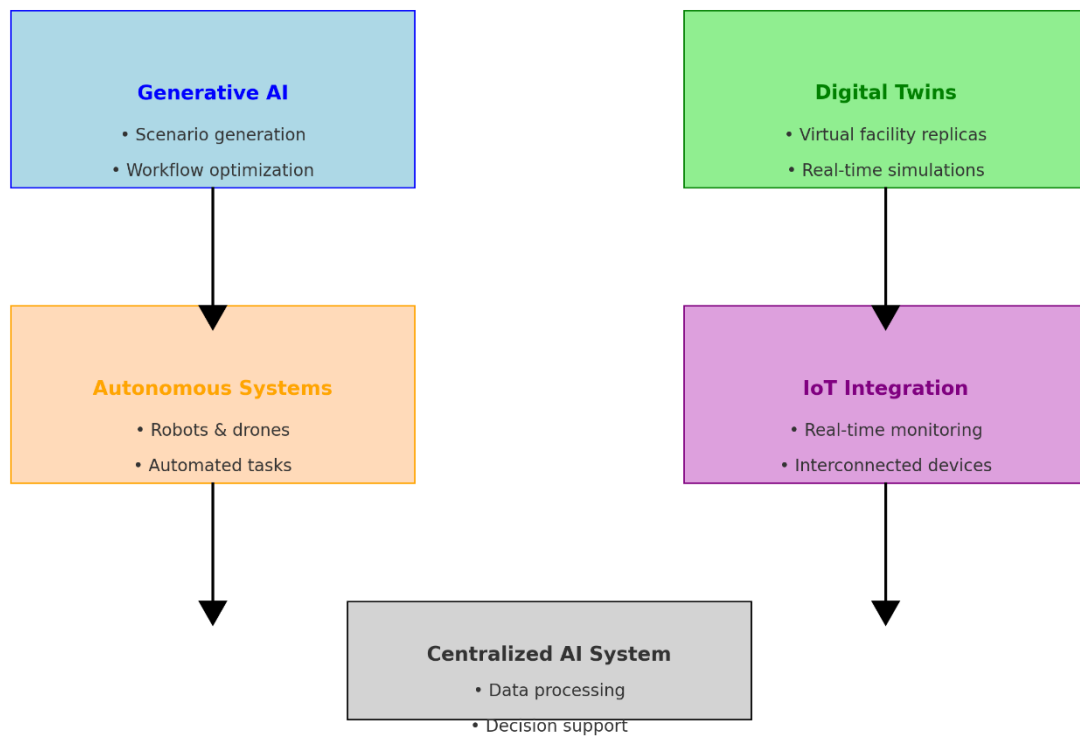 Generative AI
• Scenario generation
• Workflow optimization
Digital Twins
• Virtual facility replicas
• Real-time simulations
Autonomous Systems
• Robots & drones
• Automated tasks
IoT Integration
• Real-time monitoring
• Interconnected devices
Centralized AI System
• Data processing
• Decision support